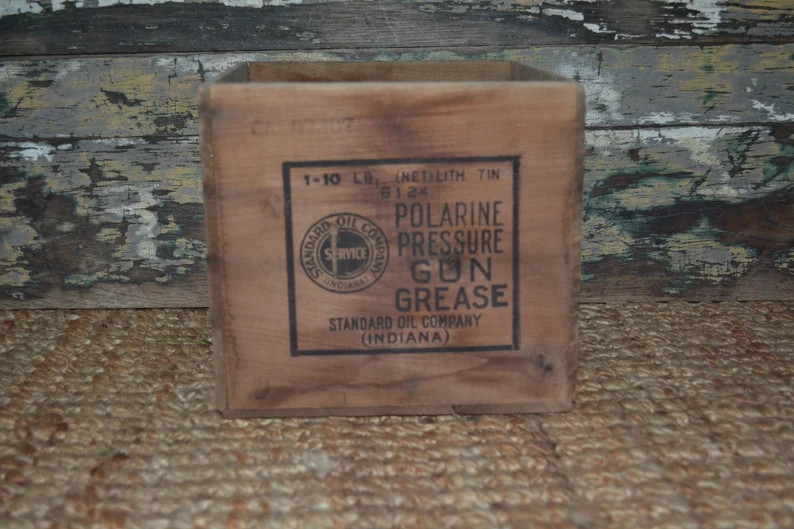 1-10 LB. (NET) LITH TIN
6124
STANDARD OIL COMPANY
SERVICE
(INDIANA)
POLARINE
PRESSURE
GUN
GREASE
STANDARD OIL COMPANY
(INDIANA)